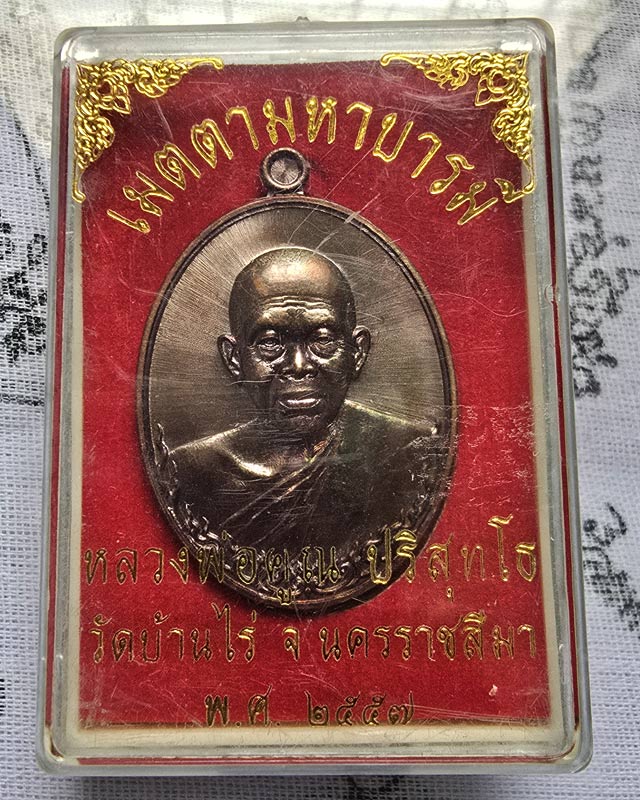 เมตตามหาบารมี
หลวงพ่อคูณ ปริสุทฺโธ
วัดบ้านไร่ จ.นครราชสีมา
พ.ศ. ๒๕๕๗